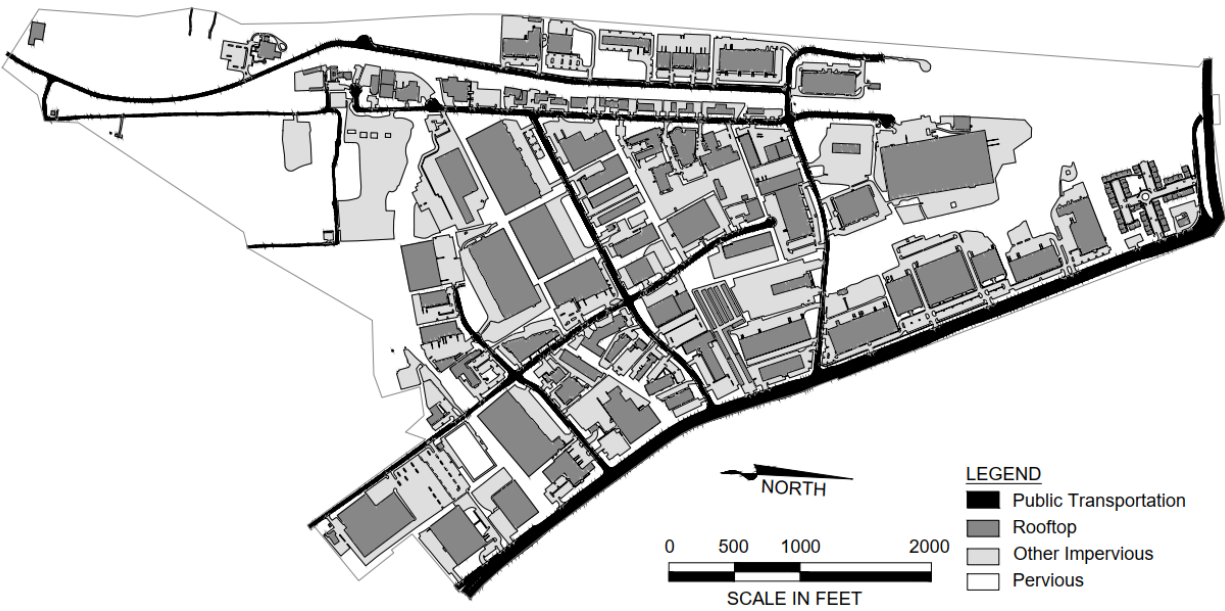 NORTH
0 500 1000 2000
SCALE IN FEET
LEGEND
Public Transportation
Rooftop
Other Impervious
Pervious